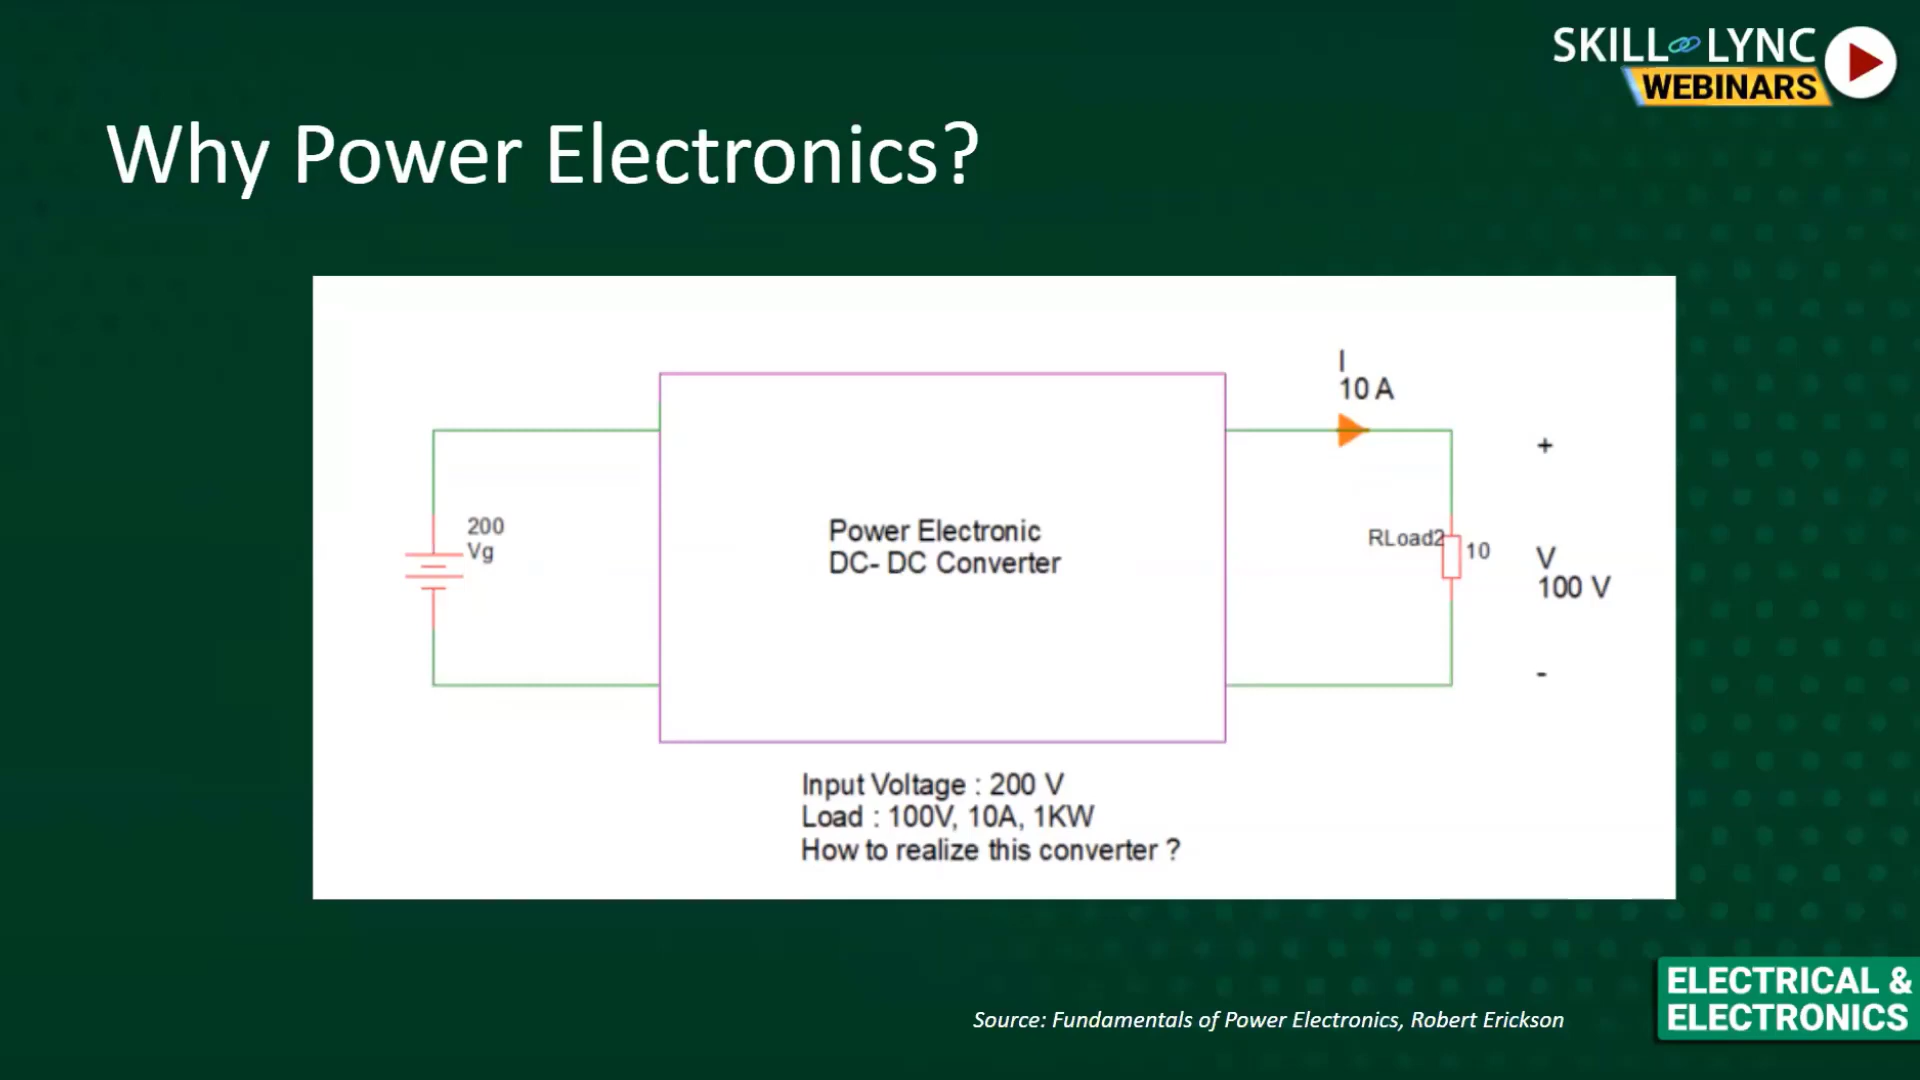 SKILL LYNC
WEBINARS
Why Power Electronics?
I
10 A
+
200
Vg
Power Electronic
DC- DC Converter
RLoad2
10
V
100 V
-
Input Voltage : 200 V
Load : 100V, 10A, 1KW
How to realize this converter ?
ELECTRICAL &
ELECTRONICS
Source: Fundamentals of Power Electronics, Robert Erickson